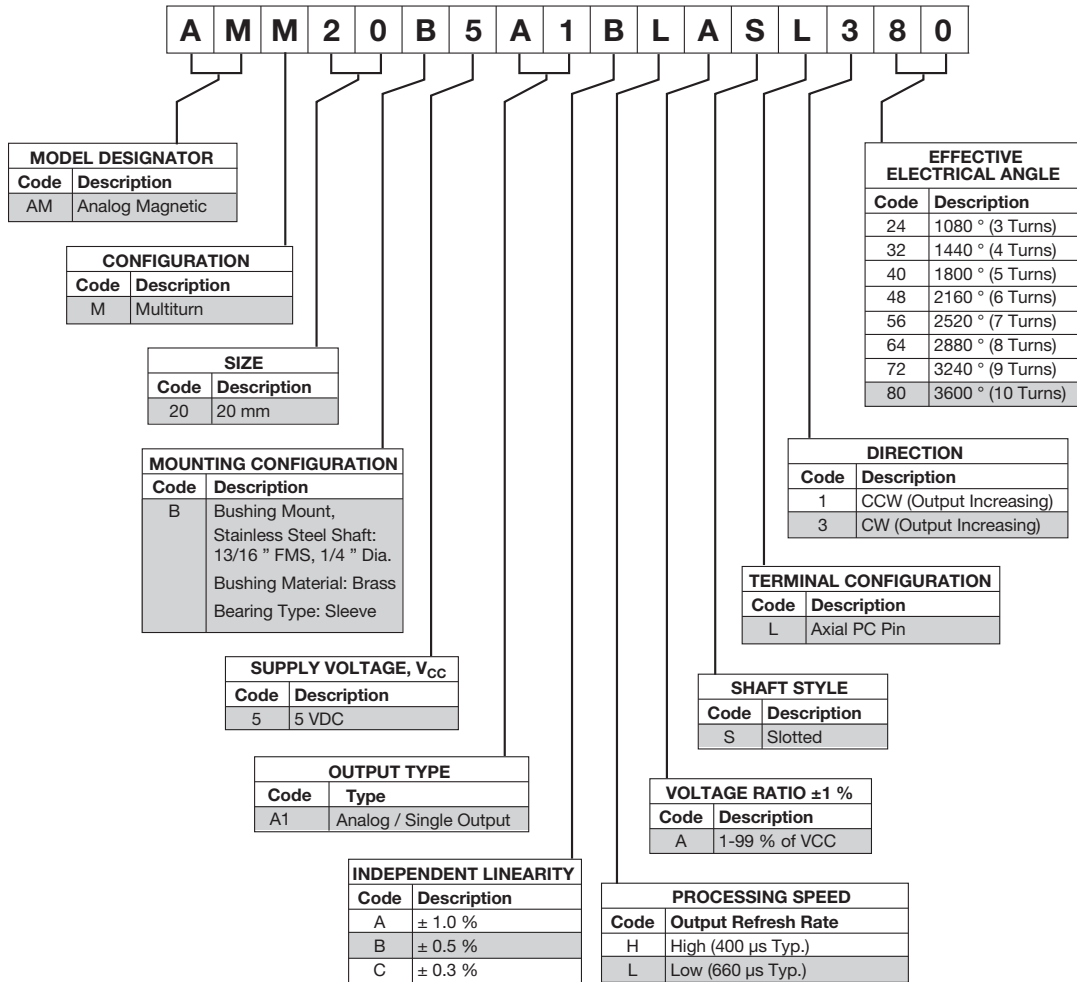 A M M 2 0 B 5 A 1 B L A S L 3 8 0
MODEL DESIGNATOR
Code Description
AM Analog Magnetic
CONFIGURATION
Code Description
M Multiturn
SIZE
Code Description
20 20 mm
MOUNTING CONFIGURATION
Code Description
B Bushing Mount,
Stainless Steel Shaft:
13/16 ” FMS, 1/4 ” Dia.
Bushing Material: Brass
Bearing Type: Sleeve
SUPPLY VOLTAGE, VCC
Code Description
5 5 VDC
OUTPUT TYPE
Code Type
A1 Analog / Single Output
INDEPENDENT LINEARITY
Code Description
A ± 1.0 %
B ± 0.5 %
C ± 0.3 %
PROCESSING SPEED
Code Output Refresh Rate
H High (400 µs Typ.)
L Low (660 µs Typ.)
VOLTAGE RATIO ±1 %
Code Description
A 1-99 % of VCC
SHAFT STYLE
Code Description
S Slotted
TERMINAL CONFIGURATION
Code Description
L Axial PC Pin
DIRECTION
Code Description
1 CCW (Output Increasing)
3 CW (Output Increasing)
EFFECTIVE
ELECTRICAL ANGLE
Code Description
24 1080 ° (3 Turns)
32 1440 ° (4 Turns)
40 1800 ° (5 Turns)
48 2160 ° (6 Turns)
56 2520 ° (7 Turns)
64 2880 ° (8 Turns)
72 3240 ° (9 Turns)
80 3600 ° (10 Turns)